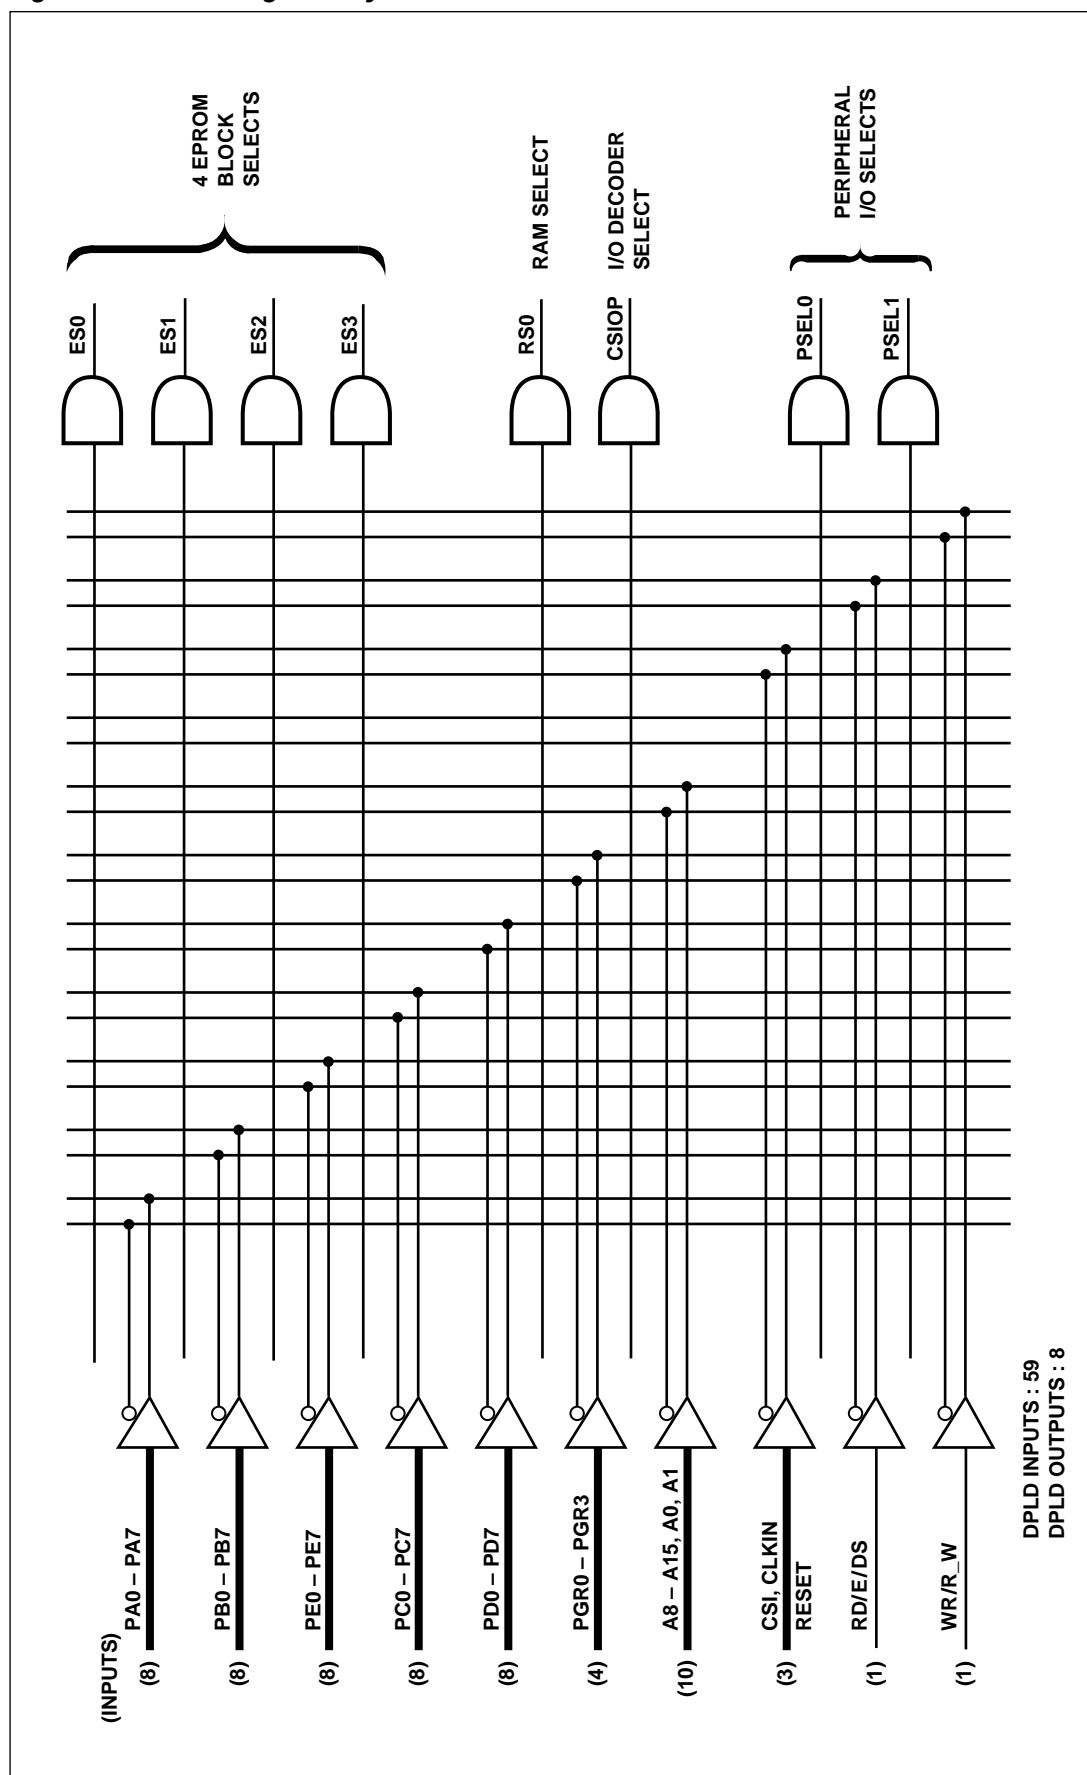 (INPUTS)
(8) PA0 – PA7
(8) PB0 – PB7
(8) PE0 – PE7
(8) PC0 – PC7
(8) PD0 – PD7
(4) PGR0 – PGR3
(10) A8 – A15, A0, A1
(3) CSI, CLKIN
RESET
(1) RD/E/DS
(1) WR/R_W
ES0
ES1
ES2
ES3
4 EPROM
BLOCK
SELECTS
RS0
RAM SELECT
CSIOP
I/O DECODER
SELECT
PSEL0
PSEL1
PERIPHERAL
I/O SELECTS
DPLD INPUTS : 59
DPLD OUTPUTS : 8